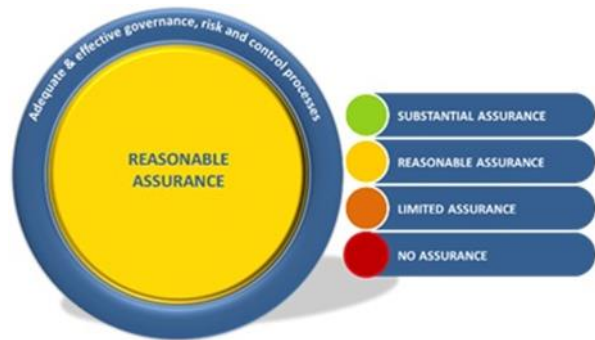 Adequate & effective governance, risk and control processes
REASONABLE
ASSURANCE
SUBSTANTIAL ASSURANCE
REASONABLE ASSURANCE
LIMITED ASSURANCE
NO ASSURANCE